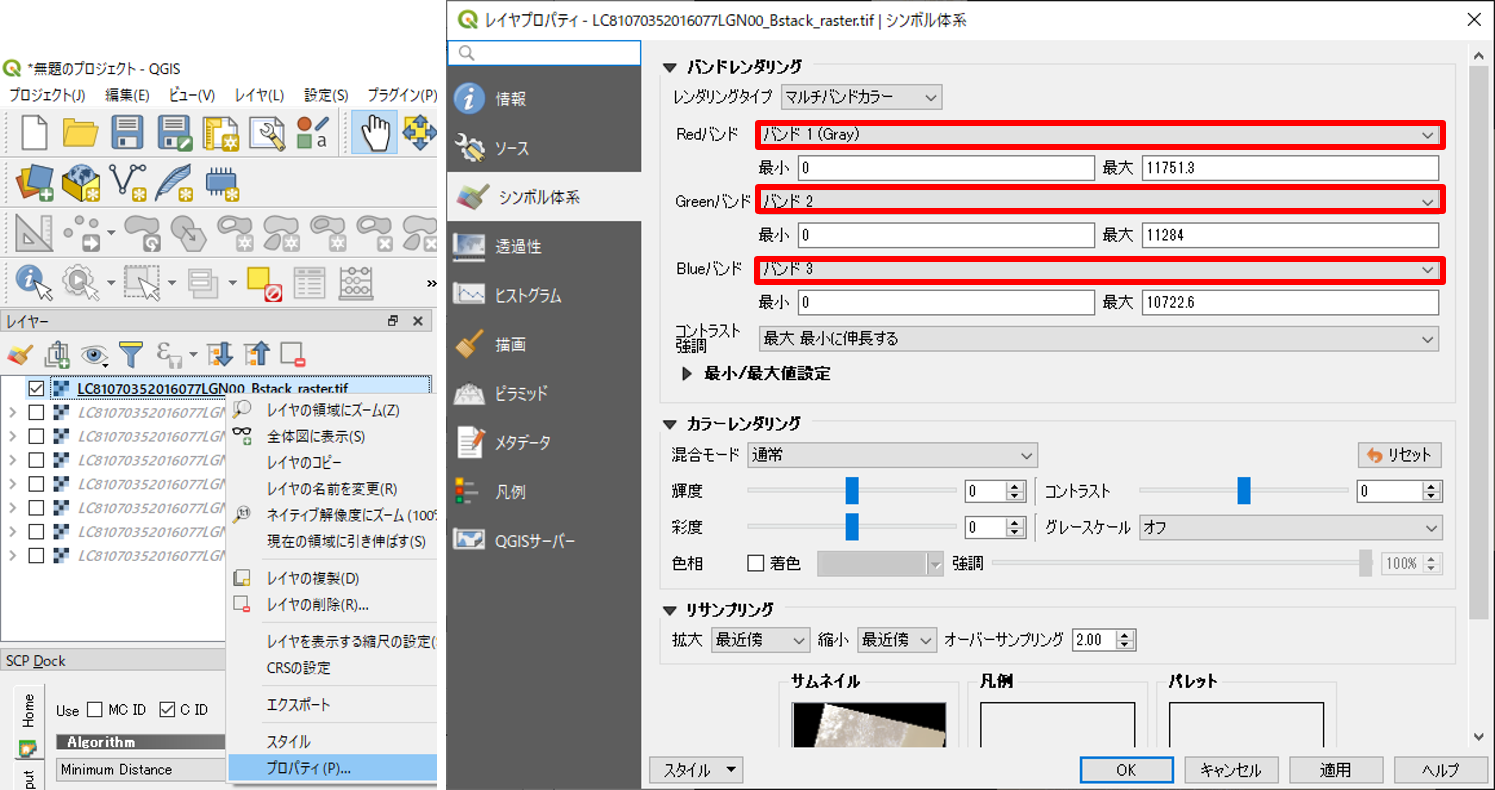 *無題のプロジェクト - QGIS
プロジェクト(J) 編集(E) ビュー(V) レイヤ(L) 設定(S) プラグイン(P)
レイヤー
LC81070352016077LGN00_Bstack_raster.tif
LC81070352016077LGN
LC81070352016077LGN
LC81070352016077LGN
LC81070352016077LGN
LC81070352016077LGN
LC81070352016077LGN
LC81070352016077LGN
レイヤの領域にズーム(Z)
全体図に表示(S)
レイヤのコピー
レイヤの名前を変更(R)
ネイティブ解像度にズーム (100%
現在の領域に引き伸ばす(S)
レイヤの複製(D)
レイヤの削除(R)...
レイヤを表示する縮尺の設定(
CRSの設定
エクスポート
スタイル
プロパティ(P)...
SCP Dock
Home
Use MC ID C ID
Algorithm
Minimum Distance
put
レイヤプロパティ - LC81070352016077LGN00_Bstack_raster.tif | シンボル体系
情報
ソース
シンボル体系
透過性
ヒストグラム
描画
ピラミッド
メタデータ
凡例
QGISサーバー
バンドレンダリング
レンダリングタイプ マルチバンドカラー
Redバンド バンド 1 (Gray)
最小 0 最大 11751.3
Greenバンド バンド 2
最小 0 最大 11284
Blueバンド バンド 3
最小 0 最大 10722.6
コントラスト
強調 最大 最小に伸長する
最小/最大値設定
カラーレンダリング
混合モード 通常 リセット
輝度 0 コントラスト 0
彩度 0 グレースケール オフ
色相 着色 強調 100%
リサンプリング
拡大 最近傍 縮小 最近傍 オーバーサンプリング 2.00
サムネイル 凡例 パレット
スタイル OK キャンセル 適用 ヘルプ